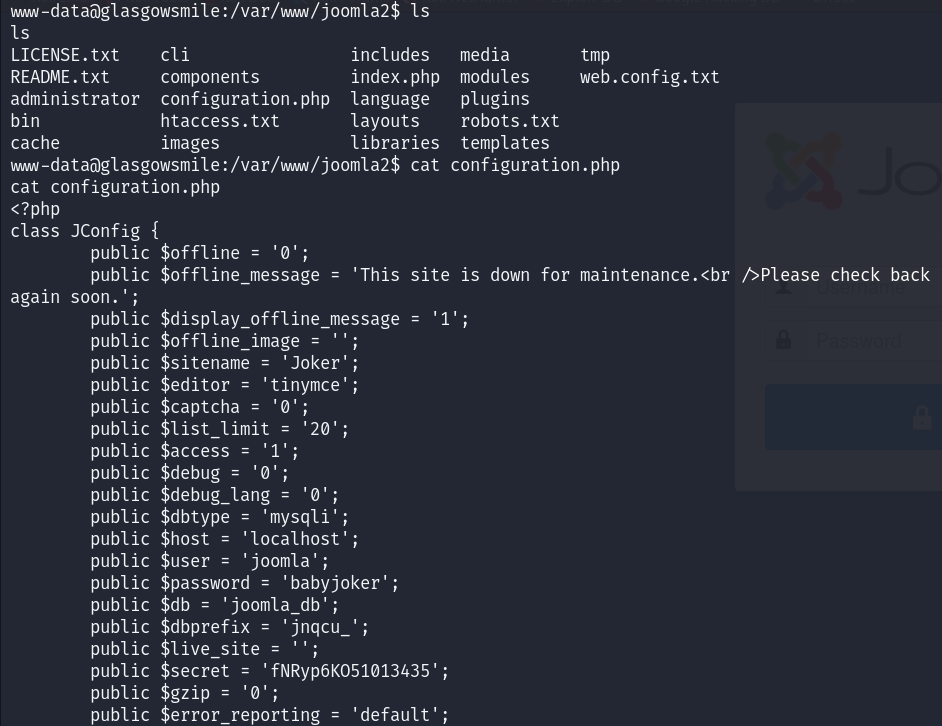 www-data@glasgowsmile:/var/www/joomla2$ ls
ls
LICENSE.txt    cli                includes   media      tmp
README.txt     components         index.php  modules    web.config.txt
administrator  configuration.php  language   plugins
bin            htaccess.txt       layouts    robots.txt
cache          images             libraries  templates
www-data@glasgowsmile:/var/www/joomla2$ cat configuration.php
cat configuration.php
<?php
class JConfig {
        public $offline = '0';
        public $offline_message = 'This site is down for maintenance.<br />Please check back
again soon.';
        public $display_offline_message = '1';
        public $offline_image = '';
        public $sitename = 'Joker';
        public $editor = 'tinymce';
        public $captcha = '0';
        public $list_limit = '20';
        public $access = '1';
        public $debug = '0';
        public $debug_lang = '0';
        public $dbtype = 'mysqli';
        public $host = 'localhost';
        public $user = 'joomla';
        public $password = 'babyjoker';
        public $db = 'joomla_db';
        public $dbprefix = 'jnqcu_';
        public $live_site = '';
        public $secret = 'fNRyp6KO51013435';
        public $gzip = '0';
        public $error_reporting = 'default';
Joo
Username
Password